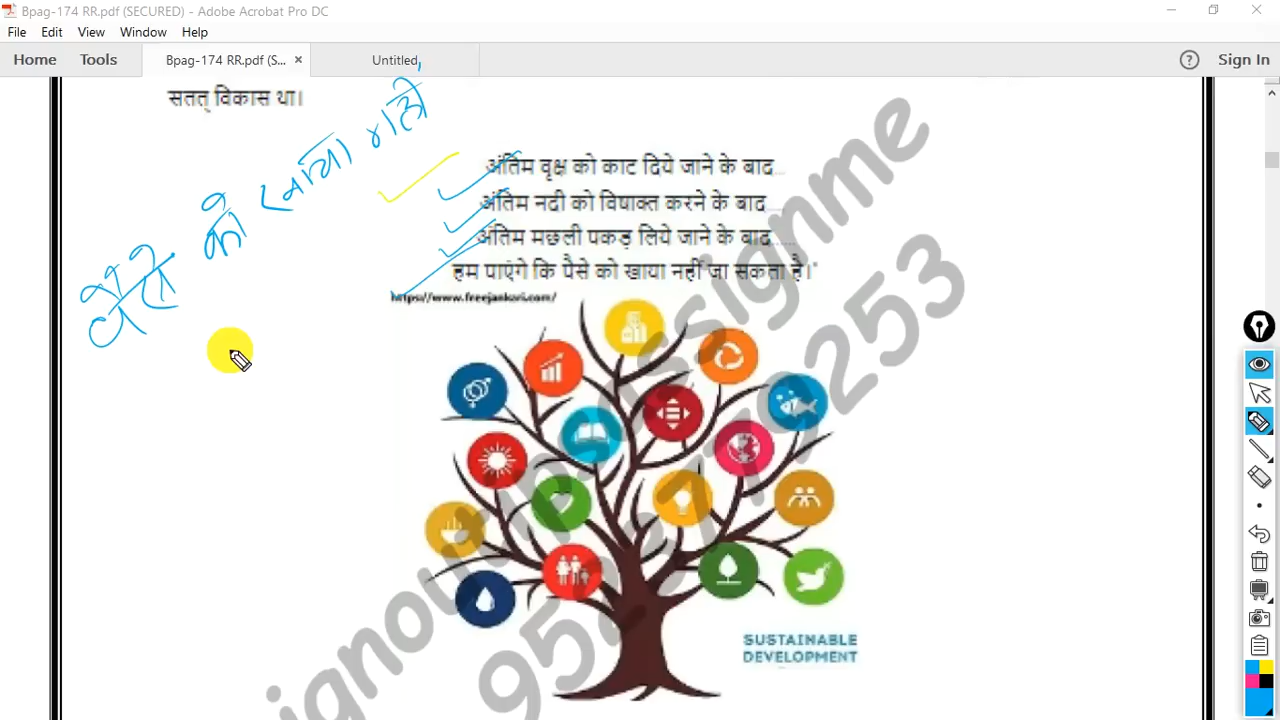 Bpag-174 RR.pdf (SECURED) - Adobe Acrobat Pro DC
File Edit View Window Help
Home Tools Bpag-174 RR.pdf (S... × Untitled Sign In
सतत् विकास था।
अंतिम वृक्ष को काट दिये जाने के बाद...
अंतिम नदी को विषाक्त करने के बाद.....
अंतिम मछली पकड़ लिये जाने के बाद......
हम पाएंगे कि पैसे को खाया नहीं जा सकता है।"
https://www.freejankari.com/
पैसे को खाया
SUSTAINABLE
DEVELOPMENT
ignouhelpassignme